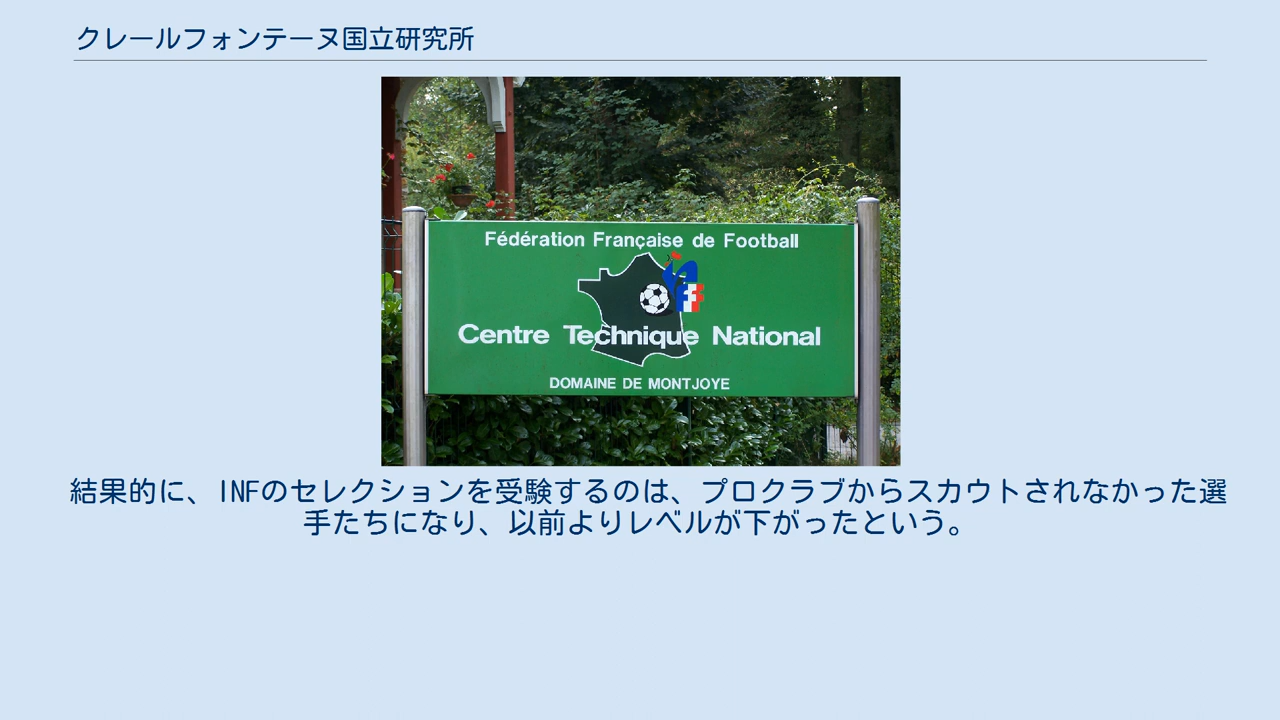 クレールフォンテーヌ国立研究所
Fédération Française de Football
fff
Centre Technique National
DOMAINE DE MONTJOYE
結果的に、INFのセレクションを受験するのは、プロクラブからスカウトされなかった選
手たちになり、以前よりレベルが下がったという。